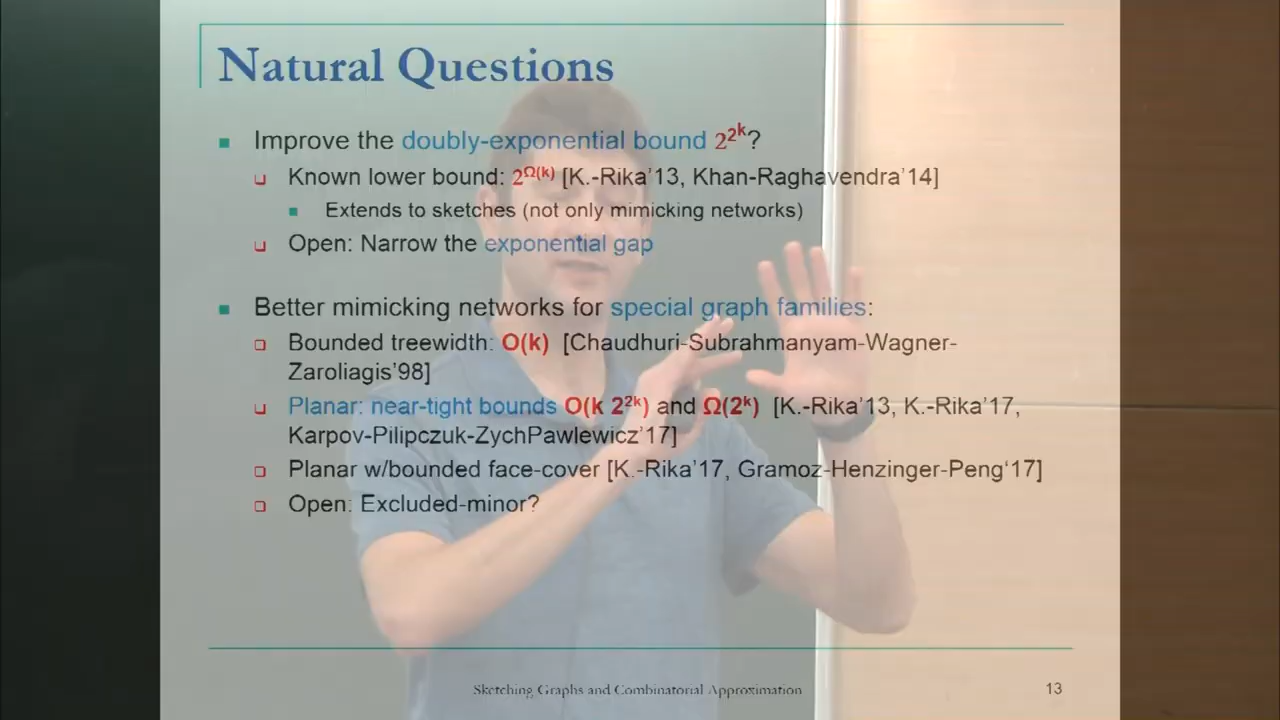 Natural Questions
Improve the doubly-exponential bound 2^2^k?
Known lower bound: 2^Ω(k) [K.-Rika'13, Khan-Raghavendra'14]
Extends to sketches (not only mimicking networks)
Open: Narrow the exponential gap
Better mimicking networks for special graph families:
Bounded treewidth: O(k) [Chaudhuri-Subrahmanyam-Wagner-
Zaroliagis'98]
Planar: near-tight bounds O(k 2^2k) and Ω(2^k) [K.-Rika'13, K.-Rika'17,
Karpov-Pilipczuk-ZychPawlewicz'17]
Planar w/bounded face-cover [K.-Rika'17, Gramoz-Henzinger-Peng'17]
Open: Excluded-minor?
Sketching Graphs and Combinatorial Approximation
13